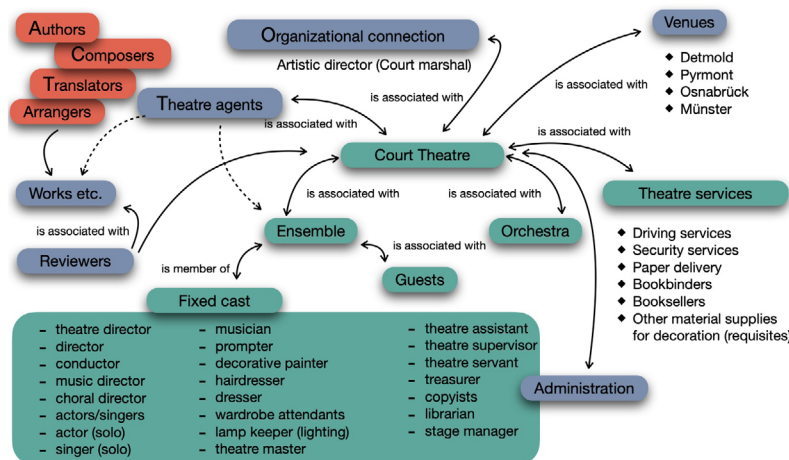 Authors
Composers
Translators
Arrangers
Organizational connection
Artistic director (Court marshal)
Venues
◆ Detmold
◆ Pyrmont
◆ Osnabrück
◆ Münster
Theatre agents
is associated with
is associated with
is associated with
is associated with
Court Theatre
Works etc.
is associated with
Reviewers
is associated with
is associated with
Ensemble
Orchestra
is associated with
Guests
is member of
Fixed cast
Theatre services
◆ Driving services
◆ Security services
◆ Paper delivery
◆ Bookbinders
◆ Booksellers
◆ Other material supplies
for decoration (requisites)
Administration
– theatre director
– director
– conductor
– music director
– choral director
– actors/singers
– actor (solo)
– singer (solo)
– musician
– prompter
– decorative painter
– hairdresser
– dresser
– wardrobe attendants
– lamp keeper (lighting)
– theatre master
– theatre assistant
– theatre supervisor
– theatre servant
– treasurer
– copyists
– librarian
– stage manager